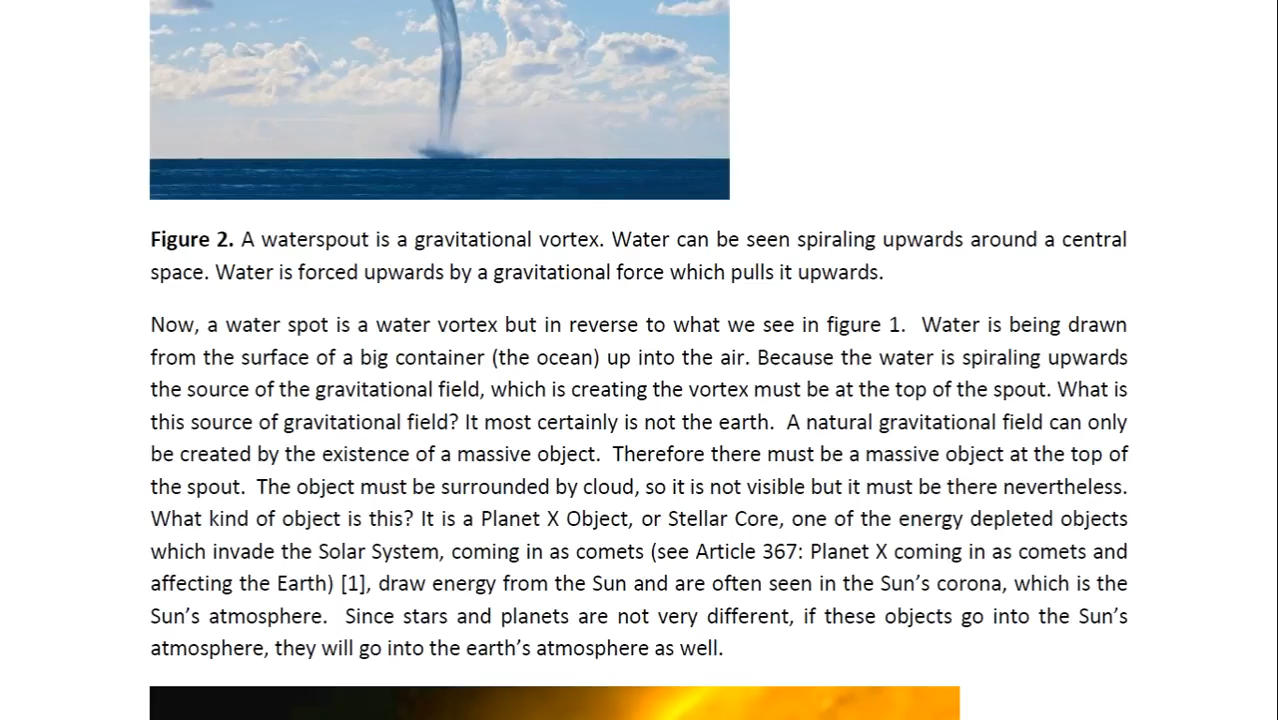 Figure 2. A waterspout is a gravitational vortex. Water can be seen spiraling upwards around a central
space. Water is forced upwards by a gravitational force which pulls it upwards.
Now, a water spot is a water vortex but in reverse to what we see in figure 1.  Water is being drawn
from the surface of a big container (the ocean) up into the air. Because the water is spiraling upwards
the source of the gravitational field, which is creating the vortex must be at the top of the spout. What is
this source of gravitational field? It most certainly is not the earth.  A natural gravitational field can only
be created by the existence of a massive object.  Therefore there must be a massive object at the top of
the spout.  The object must be surrounded by cloud, so it is not visible but it must be there nevertheless.
What kind of object is this? It is a Planet X Object, or Stellar Core, one of the energy depleted objects
which invade the Solar System, coming in as comets (see Article 367: Planet X coming in as comets and
affecting the Earth) [1], draw energy from the Sun and are often seen in the Sun’s corona, which is the
Sun’s atmosphere.  Since stars and planets are not very different, if these objects go into the Sun’s
atmosphere, they will go into the earth’s atmosphere as well.